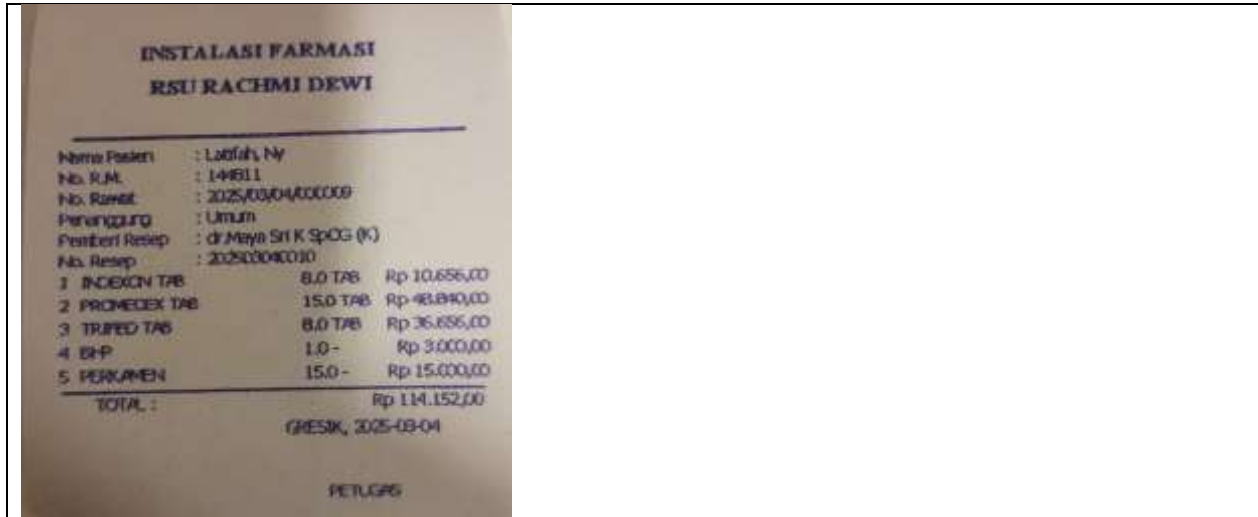 INSTALASI FARMASI
RSU RACHMI DEWI
Nama Pasien : Latifah, Ny
No. R.M. : 144811
No. Rawat : 2025/03/04/000009
Penanggung : Umum
Pemberi Resep : dr.Maya Sri K SpOG (K)
No. Resep : 202503040010
1 INDEXON TAB 8.0 TAB Rp 10.656,00
2 PROMEDEX TAB 15.0 TAB Rp 48.840,00
3 TRIFED TAB 8.0 TAB Rp 36.656,00
4 BHP 1.0 - Rp 3.000,00
5 PERKAMEN 15.0 - Rp 15.000,00
TOTAL : Rp 114.152,00
GRESIK, 2025-03-04
PETUGAS